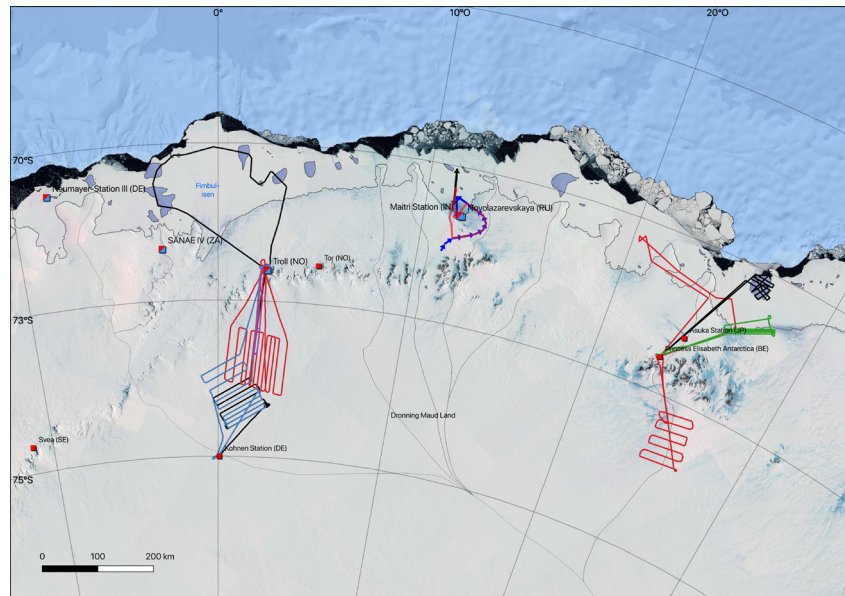 0°
10°O
20°O
70°S
Neumayer-Station III (DE)
Fimbul-
isen
Maitri Station (IN)
Novolazarevskaya (RU)
SANAE IV (ZA)
Troll (NO)
Tor (NO)
73°S
Asuka Station (JP)
Princess Elisabeth Antarctica (BE)
Dronning Maud Land
Svea (SE)
Kohnen Station (DE)
75°S
0 100 200 km